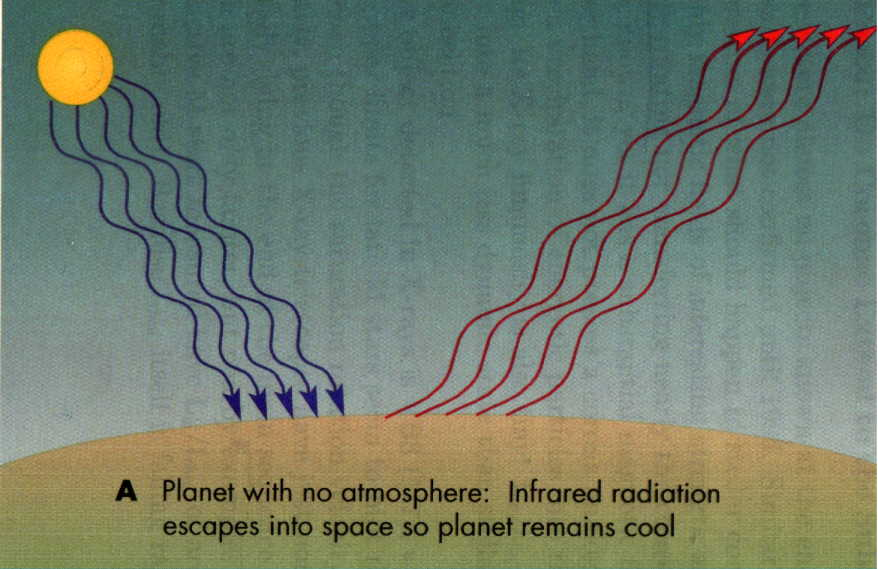 A Planet with no atmosphere: Infrared radiation
escapes into space so planet remains cool